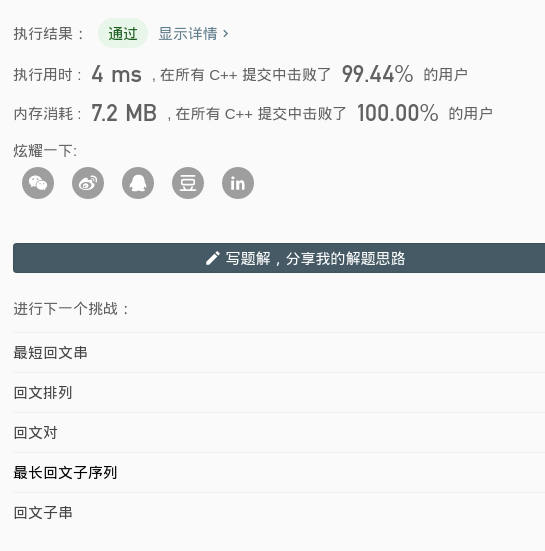 执行结果： 通过 显示详情 >
执行用时 : 4 ms , 在所有 C++ 提交中击败了 99.44% 的用户
内存消耗 : 7.2 MB , 在所有 C++ 提交中击败了 100.00% 的用户
炫耀一下:
豆 in
写题解，分享我的解题思路
进行下一个挑战：
最短回文串
回文排列
回文对
最长回文子序列
回文子串